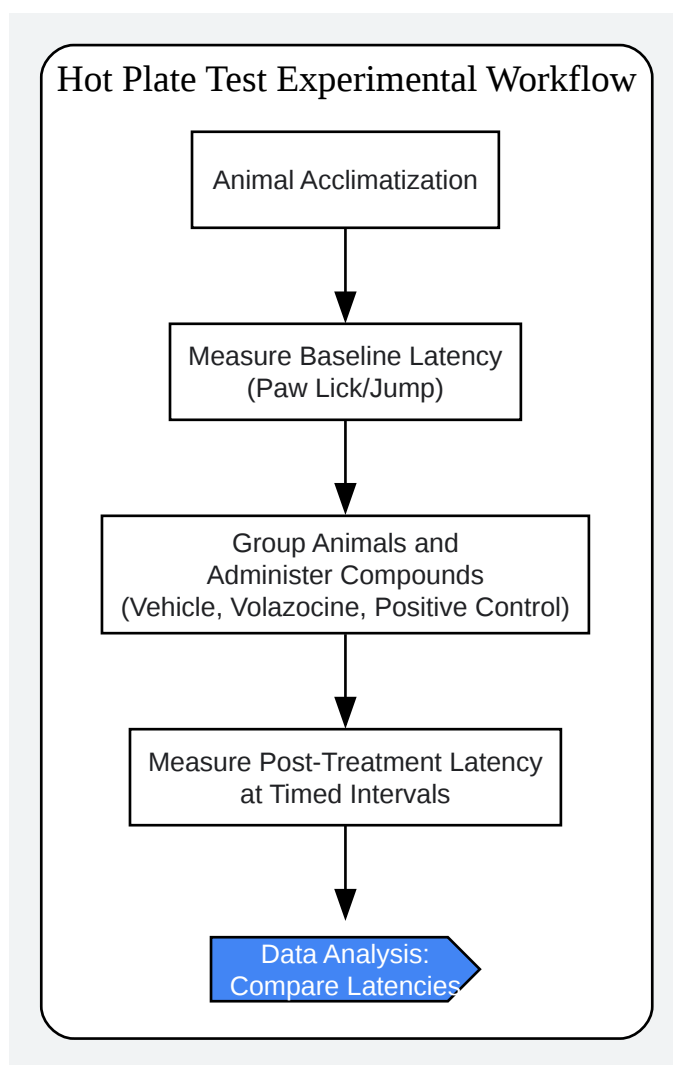 Hot Plate Test Experimental Workflow
Animal Acclimatization
Measure Baseline Latency
(Paw Lick/Jump)
Group Animals and
Administer Compounds
(Vehicle, Volazocine, Positive Control)
Measure Post-Treatment Latency
at Timed Intervals
Data Analysis:
Compare Latencies